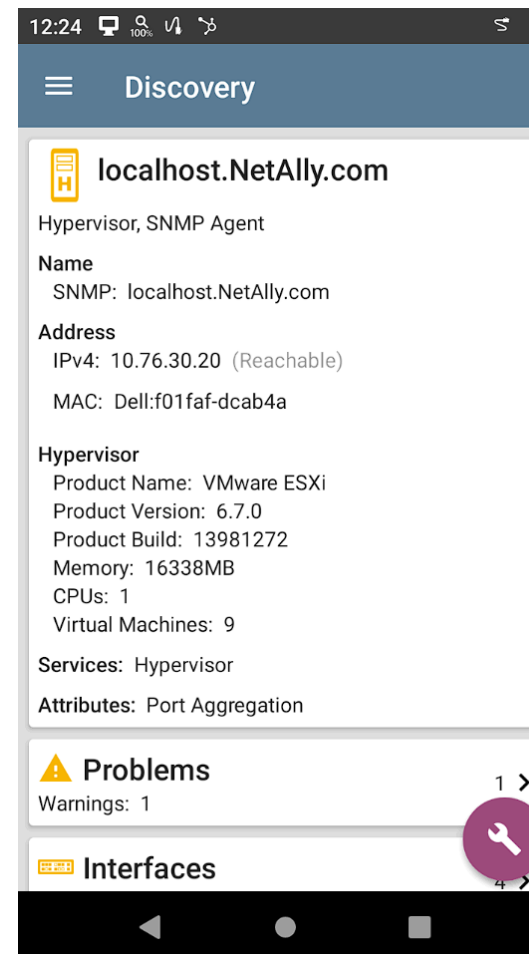 12:24 100%
Discovery
H localhost.NetAlly.com
Hypervisor, SNMP Agent
Name
SNMP: localhost.NetAlly.com
Address
IPv4: 10.76.30.20 (Reachable)
MAC: Dell:f01faf-dcab4a
Hypervisor
Product Name: VMware ESXi
Product Version: 6.7.0
Product Build: 13981272
Memory: 16338MB
CPUs: 1
Virtual Machines: 9
Services: Hypervisor
Attributes: Port Aggregation
Problems 1
Warnings: 1
Interfaces 4